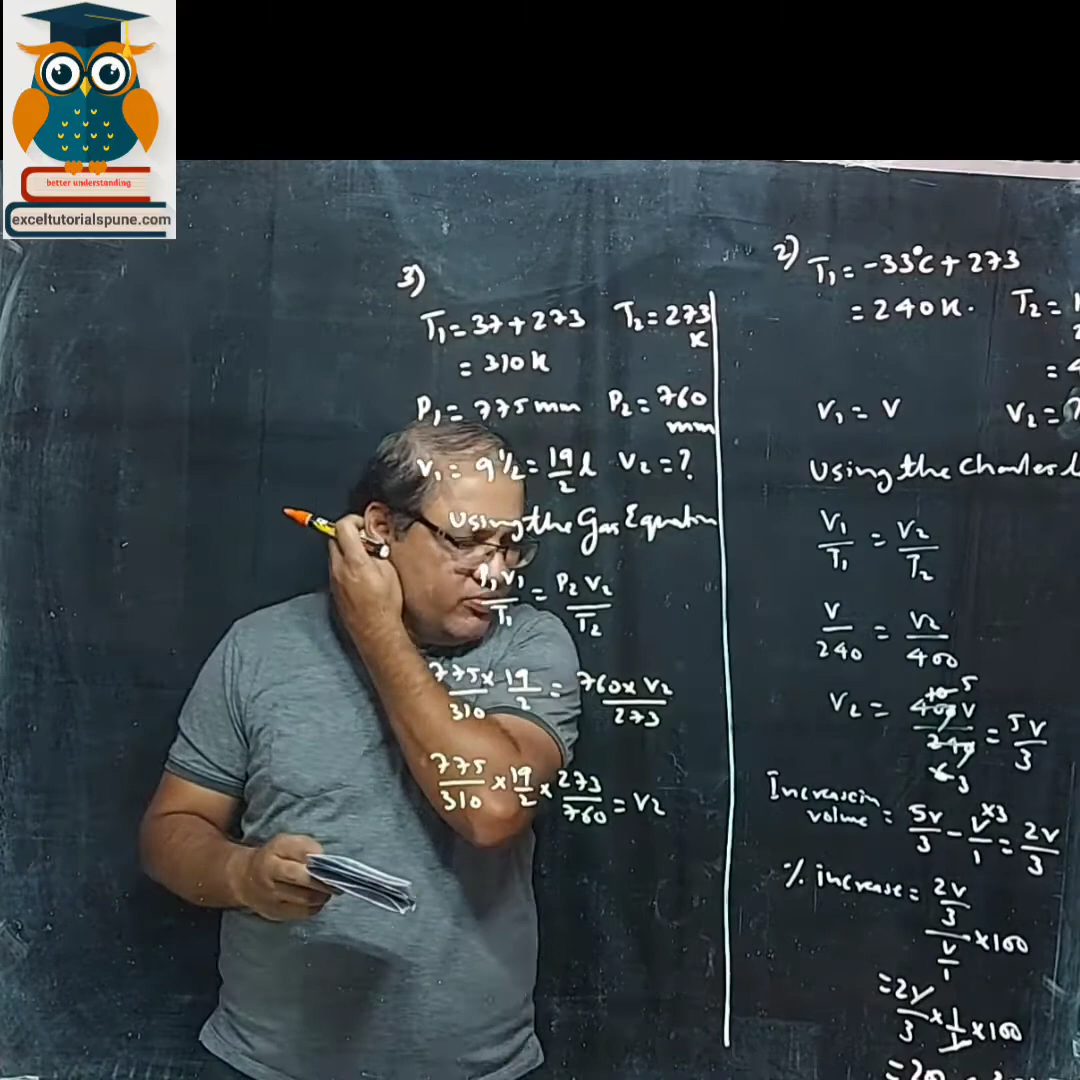 better understanding
exceltutorialspune.com
3)
T₁ = 37 + 273 T₂ = 273 K
= 310 K
P₁ = 775 mm P₂ = 760 mm
V₁ = 9 1/2 = 19/2 l V₂ = ?
Using the Gas Equation
P₁V₁/T₁ = P₂V₂/T₂
775/310 × 19/2 = 760 × V₂/273
775/310 × 19/2 × 273/760 = V₂
2) T₁ = -33°C + 273
= 240 K. T₂ =
V₁ = V V₂ = ?
Using the Charles
V₁/T₁ = V₂/T₂
V/240 = V₂/400
V₂ = 400V/240 = 5V/3
Increase in volume = 5V/3 - V×3/1 = 2V/3
% increase = 2V/3 / V/1 × 100
= 2V/3 × 1/V × 100